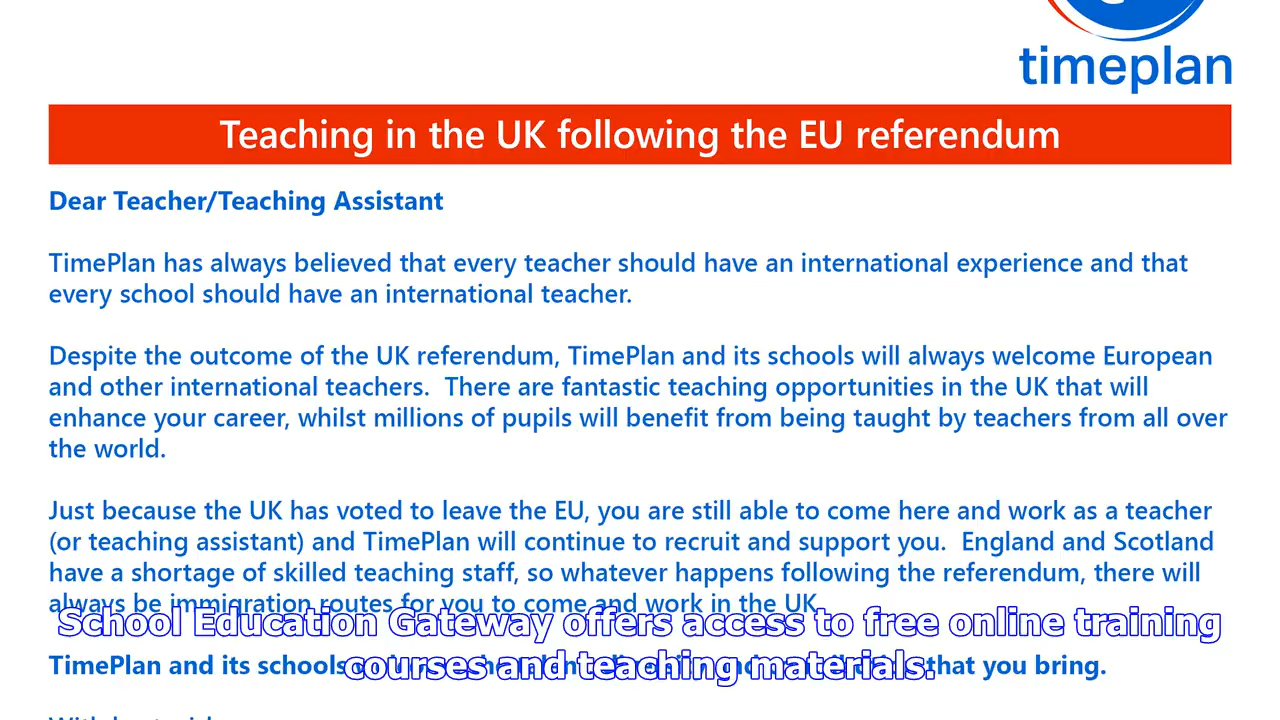 timeplan
Teaching in the UK following the EU referendum
Dear Teacher/Teaching Assistant
TimePlan has always believed that every teacher should have an international experience and that
every school should have an international teacher.
Despite the outcome of the UK referendum, TimePlan and its schools will always welcome European
and other international teachers.  There are fantastic teaching opportunities in the UK that will
enhance your career, whilst millions of pupils will benefit from being taught by teachers from all over
the world.
Just because the UK has voted to leave the EU, you are still able to come here and work as a teacher
(or teaching assistant) and TimePlan will continue to recruit and support you.  England and Scotland
have a shortage of skilled teaching staff, so whatever happens following the referendum, there will
always be immigration routes for you to come and work in the UK
School Education Gateway offers access to free online training
courses and teaching materials.
TimePlan and its schools that you bring.